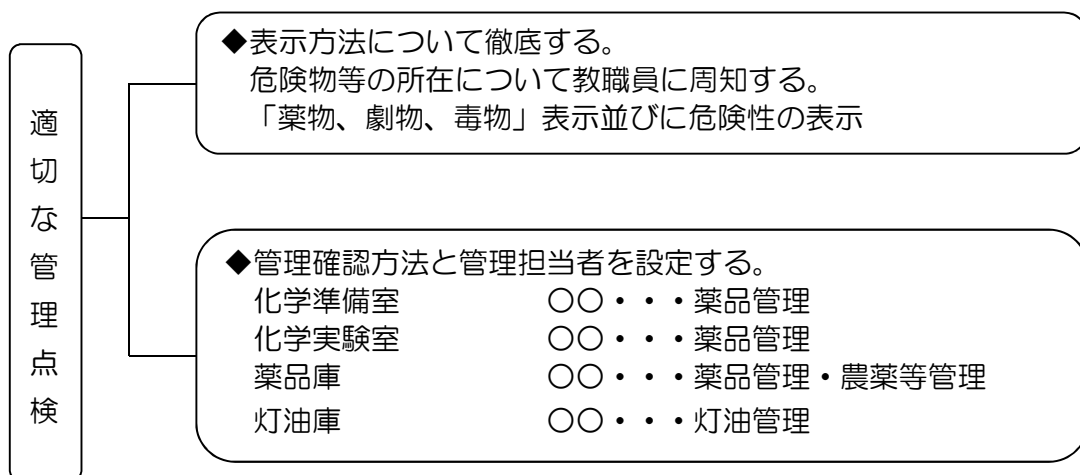 適切な管理点検
◆表示方法について徹底する。
危険物等の所在について教職員に周知する。
「薬物、劇物、毒物」表示並びに危険性の表示
◆管理確認方法と管理担当者を設定する。
化学準備室 〇〇・・・薬品管理
化学実験室 〇〇・・・薬品管理
薬品庫 〇〇・・・薬品管理・農薬等管理
灯油庫 〇〇・・・灯油管理